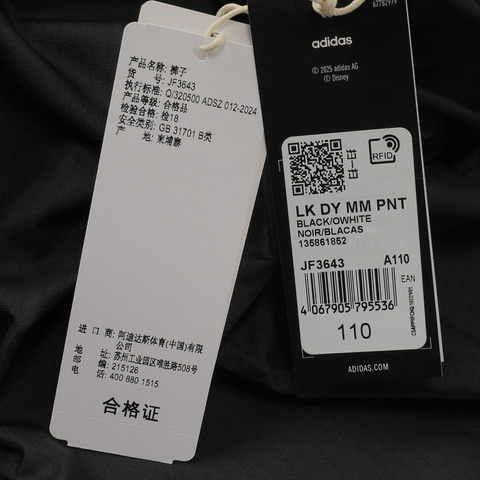 产品名称: 裤子
货 号: JF3643
执行标准: Q/320500 ADSZ 012-2024
产品等级: 合格品
检验合格: 检18
安全类别: GB 31701 B类
产 地: 柬埔寨
进 口 商: 阿迪达斯体育(中国)有限
公司
地 址: 苏州工业园区唯胜路508号
邮 编: 215126
电 话: 400 880 1515
合格证
62782979
adidas
© 2025 adidas AG
© Disney
RFID
LK DY MM PNT
BLACK/OWHITE
NOIR/BLACAS
135861852
JF3643 A110
EAN
4 067905 795536
110
ADIDAS.COM